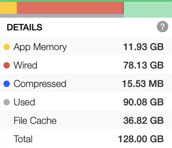 DETAILS ?
App Memory 11.93 GB
Wired 78.13 GB
Compressed 15.53 MB
Used 90.08 GB
File Cache 36.82 GB
Total 128.00 GB